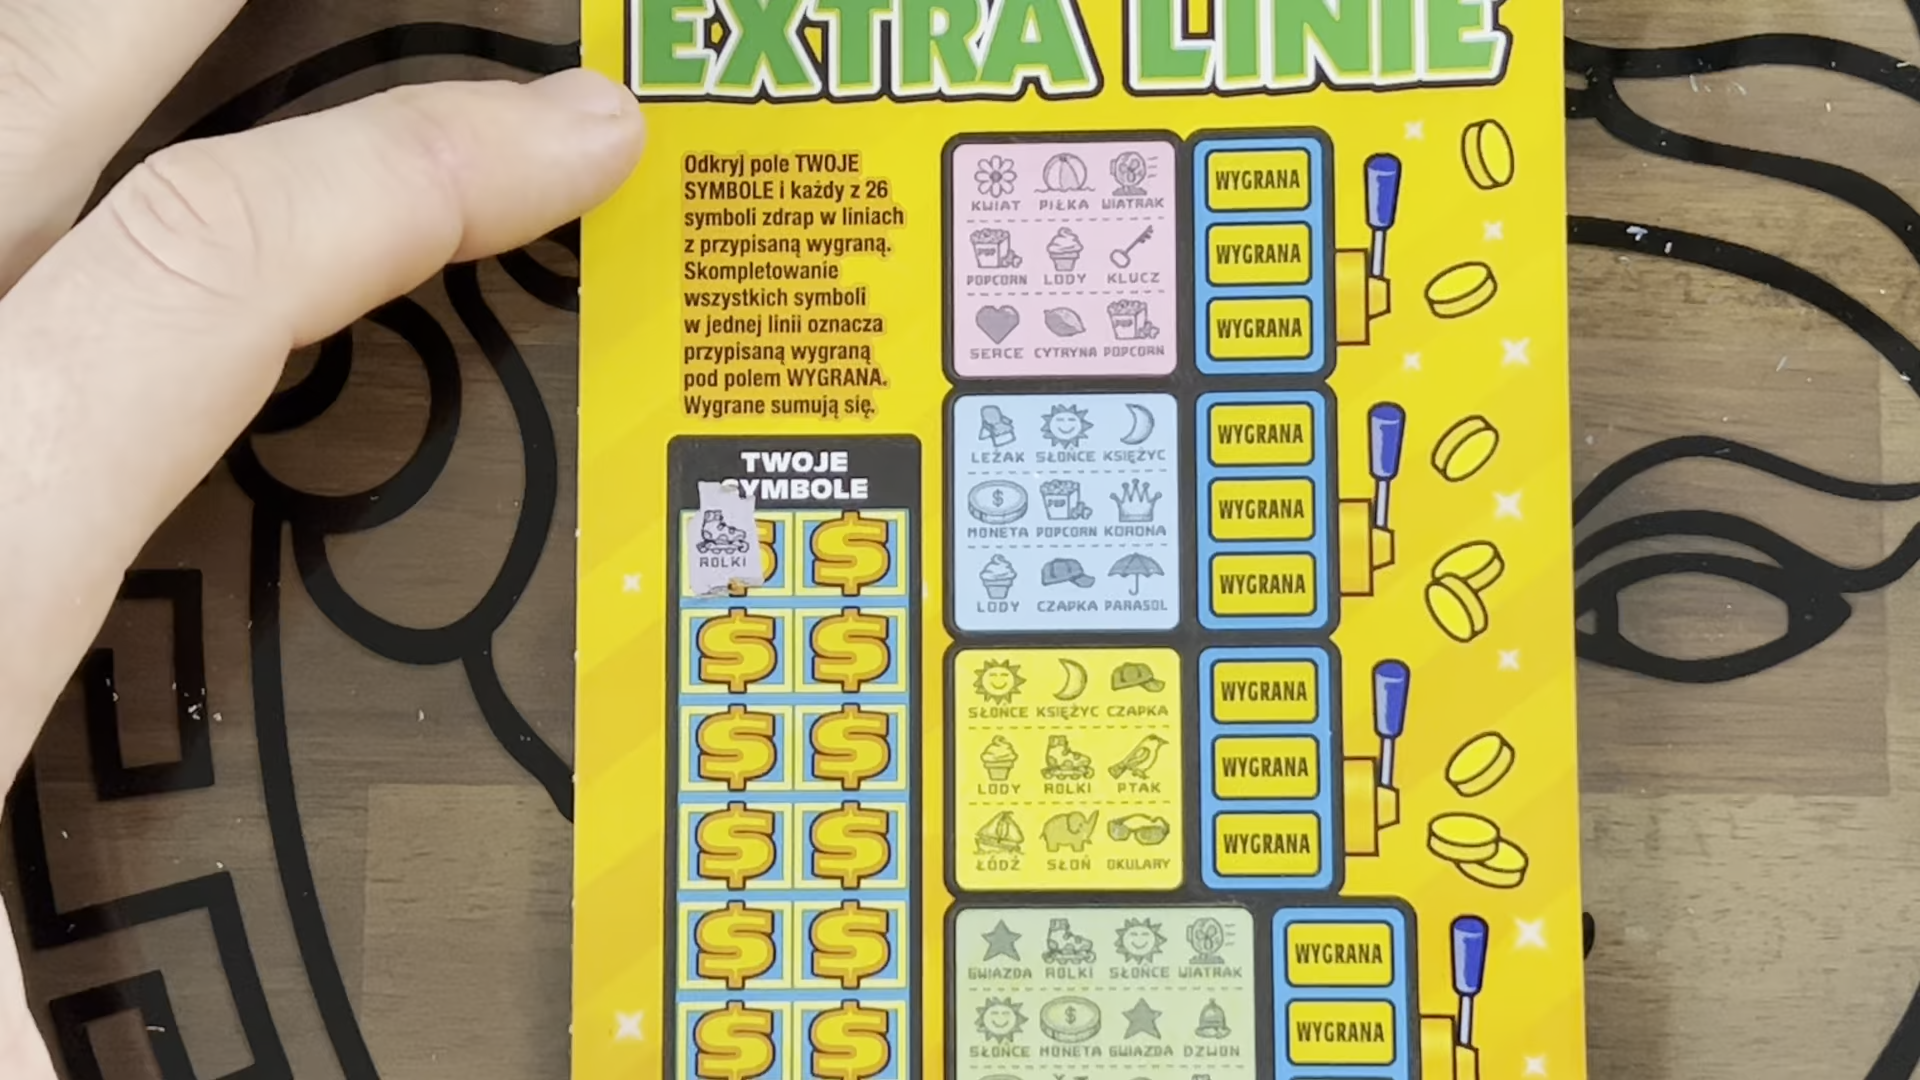 EXTRA LINIE
Odkryj pole TWOJE
SYMBOLE i każdy z 26
symboli zdrap w liniach
z przypisaną wygraną.
Skompletowanie
wszystkich symboli
w jednej linii oznacza
przypisaną wygraną
pod polem WYGRANA.
Wygrane sumują się.
TWOJE
SYMBOLE
ROLKI
KWIAT PIŁKA WIATRAK
WYGRANA
POPCORN LODY KLUCZ
WYGRANA
SERCE CYTRYNA POPCORN
WYGRANA
LEŻAK SŁOŃCE KSIĘŻYC
WYGRANA
MONETA POPCORN KORONA
WYGRANA
LODY CZAPKA PARASOL
WYGRANA
SŁOŃCE KSIĘŻYC CZAPKA
WYGRANA
LODY ROLKI PTAK
WYGRANA
ŁÓDŹ SŁOŃ OKULARY
WYGRANA
GWIAZDA ROLKI SŁOŃCE WIATRAK
WYGRANA
SŁOŃCE MONETA GWIAZDA DZWON
WYGRANA